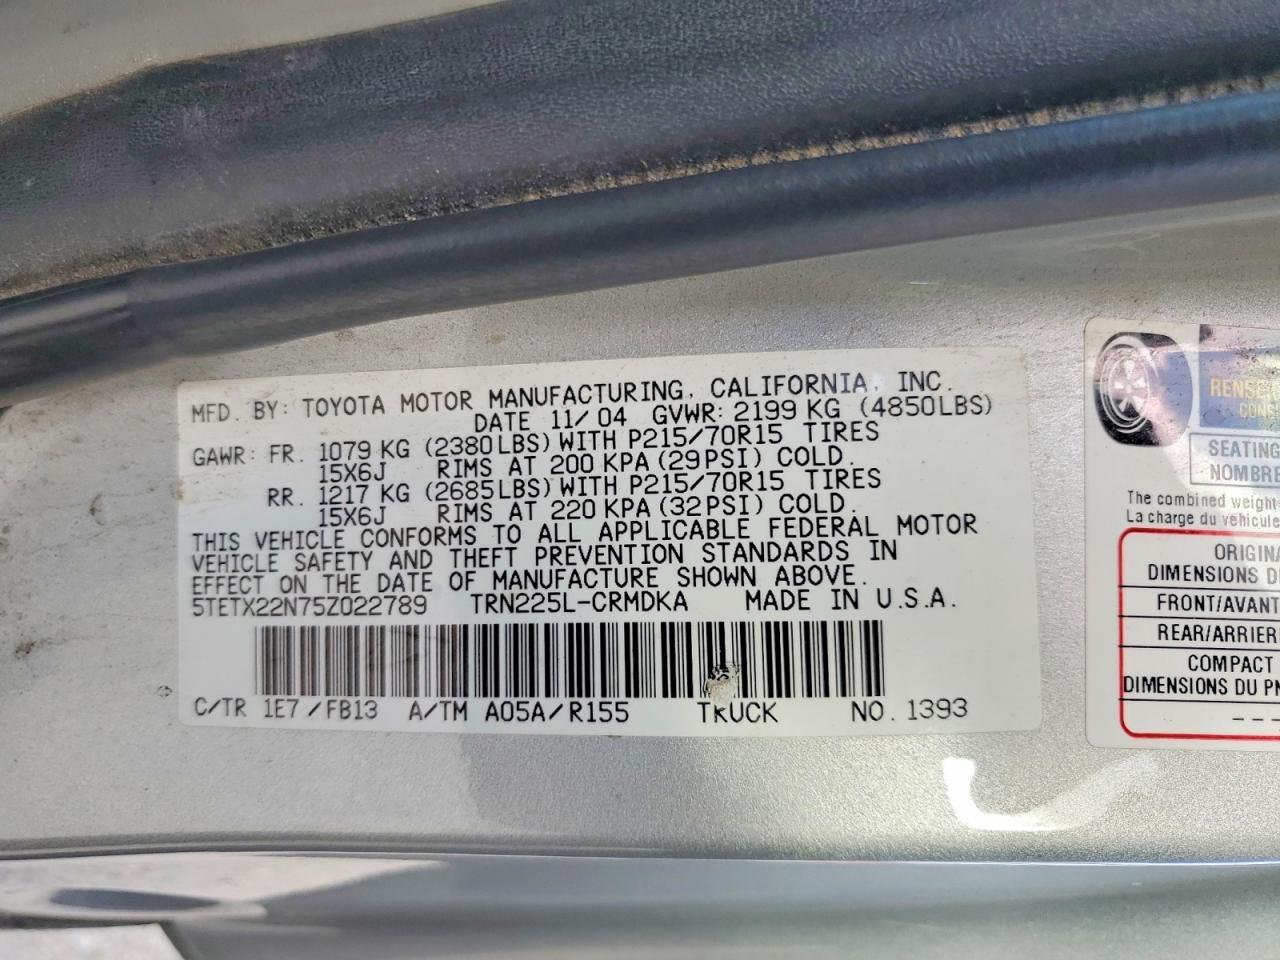 MFD. BY: TOYOTA MOTOR MANUFACTURING, CALIFORNIA, INC.
DATE 11/04 GVWR: 2199 KG (4850LBS)
GAWR: FR. 1079 KG (2380LBS) WITH P215/70R15 TIRES
15X6J RIMS AT 200 KPA (29PSI) COLD.
RR. 1217 KG (2685LBS) WITH P215/70R15 TIRES
15X6J RIMS AT 220 KPA (32PSI) COLD.
THIS VEHICLE CONFORMS TO ALL APPLICABLE FEDERAL MOTOR
VEHICLE SAFETY AND THEFT PREVENTION STANDARDS IN
EFFECT ON THE DATE OF MANUFACTURE SHOWN ABOVE.
5TETX22N75Z022789 TRN225L-CRMDKA MADE IN U.S.A.
C/TR 1E7/FB13 A/TM A05A/R155 TRUCK NO. 1393
SEATING
NOMBRE
The combined weight
La charge du véhicule
DIMENSIONS
FRONT/AVANT
REAR/ARRIER
COMPACT
DIMENSIONS DU